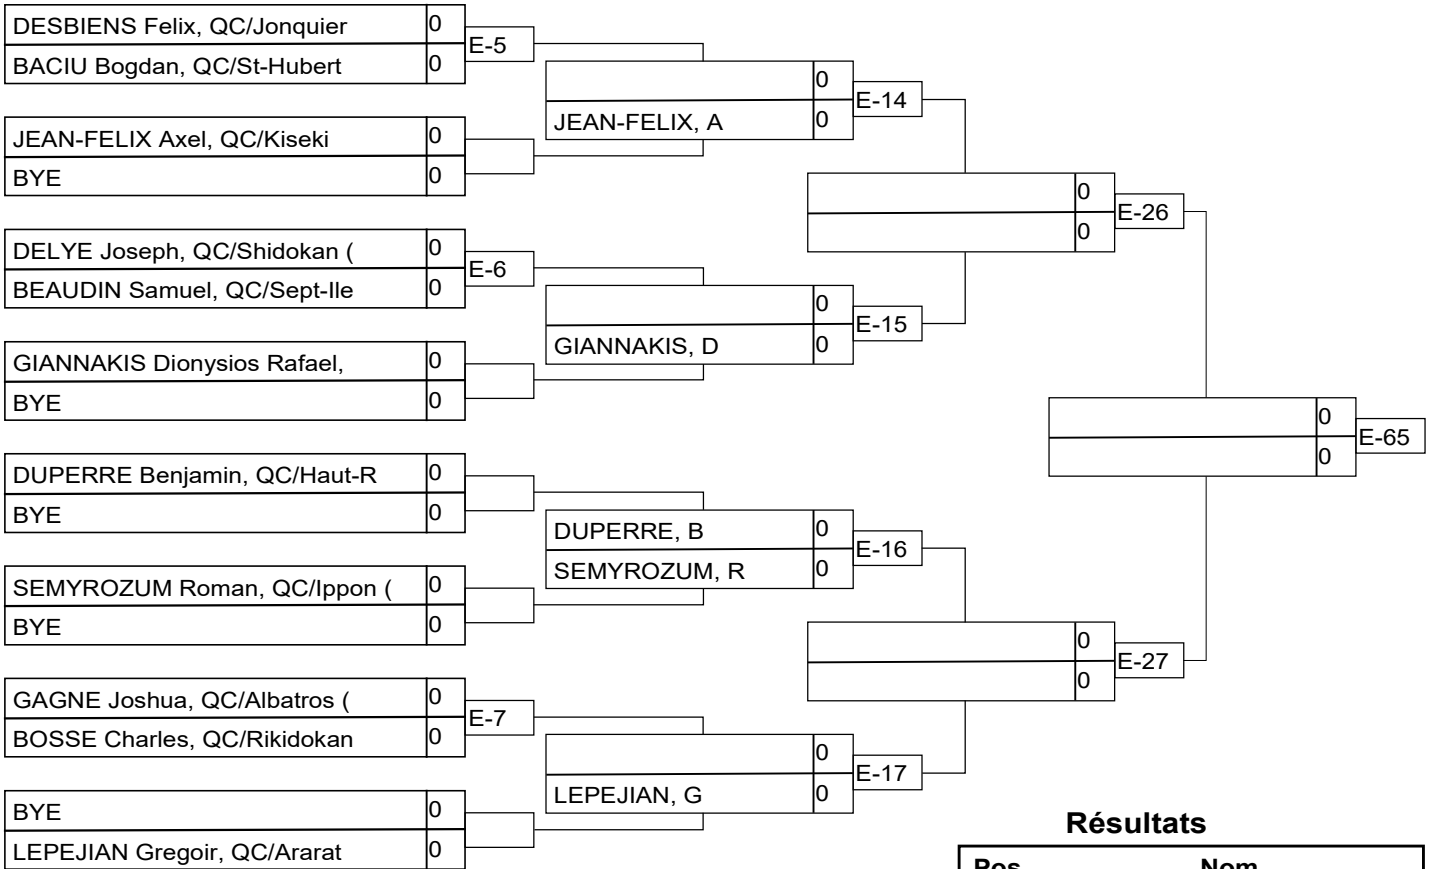 DESBIENS Felix, QC/Jonquier 0
E-5
BACIU Bogdan, QC/St-Hubert 0
0
E-14
JEAN-FELIX, A 0
JEAN-FELIX Axel, QC/Kiseki 0
BYE 0
0
E-26
0
DELYE Joseph, QC/Shidokan ( 0
E-6
BEAUDIN Samuel, QC/Sept-Ile 0
0
E-15
GIANNAKIS, D 0
GIANNAKIS Dionysios Rafael, 0
BYE 0
0
E-65
0
DUPERRE Benjamin, QC/Haut-R 0
BYE 0
DUPERRE, B 0
E-16
SEMYROZUM, R 0
SEMYROZUM Roman, QC/Ippon ( 0
BYE 0
0
E-27
0
GAGNE Joshua, QC/Albatros ( 0
E-7
BOSSE Charles, QC/Rikidokan 0
0
E-17
LEPEJIAN, G 0
BYE 0
LEPEJIAN Gregoir, QC/Ararat 0
Résultats
Pos Nom